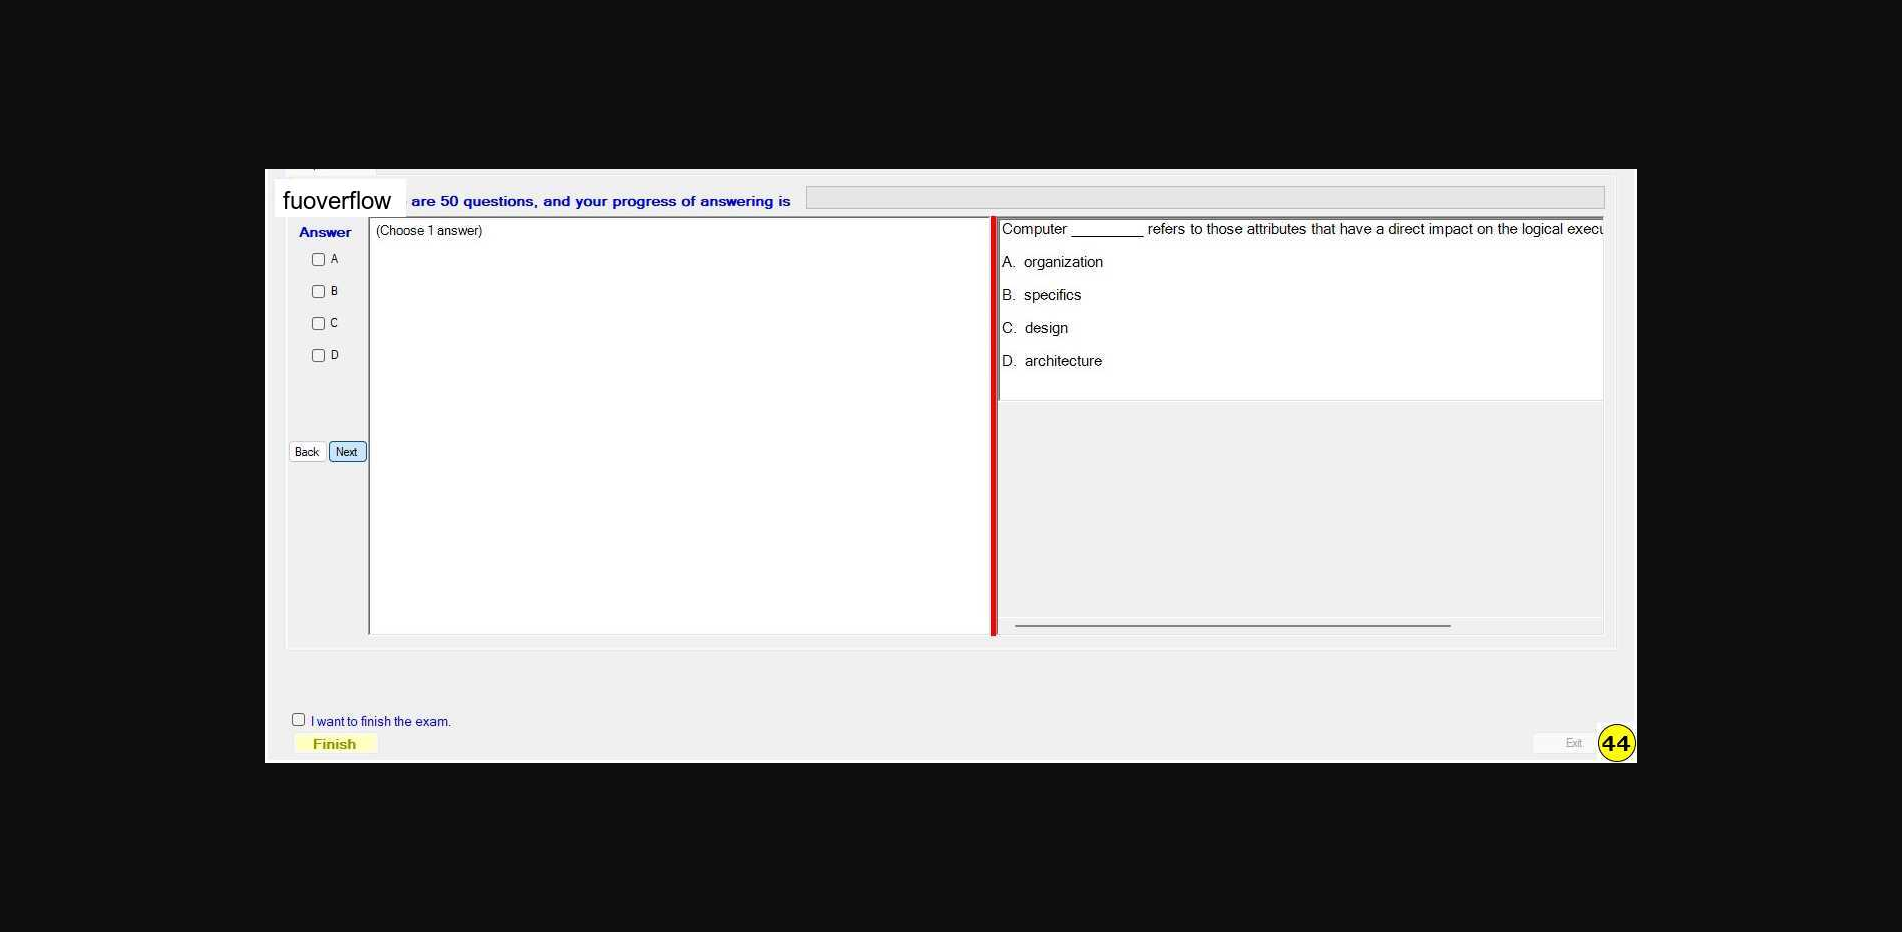 fuoverflow are 50 questions, and your progress of answering is
Answer
(Choose 1 answer)
A
B
C
D
Back Next
Computer _________ refers to those attributes that have a direct impact on the logical execu
A. organization
B. specifics
C. design
D. architecture
I want to finish the exam.
Finish
Exit
44